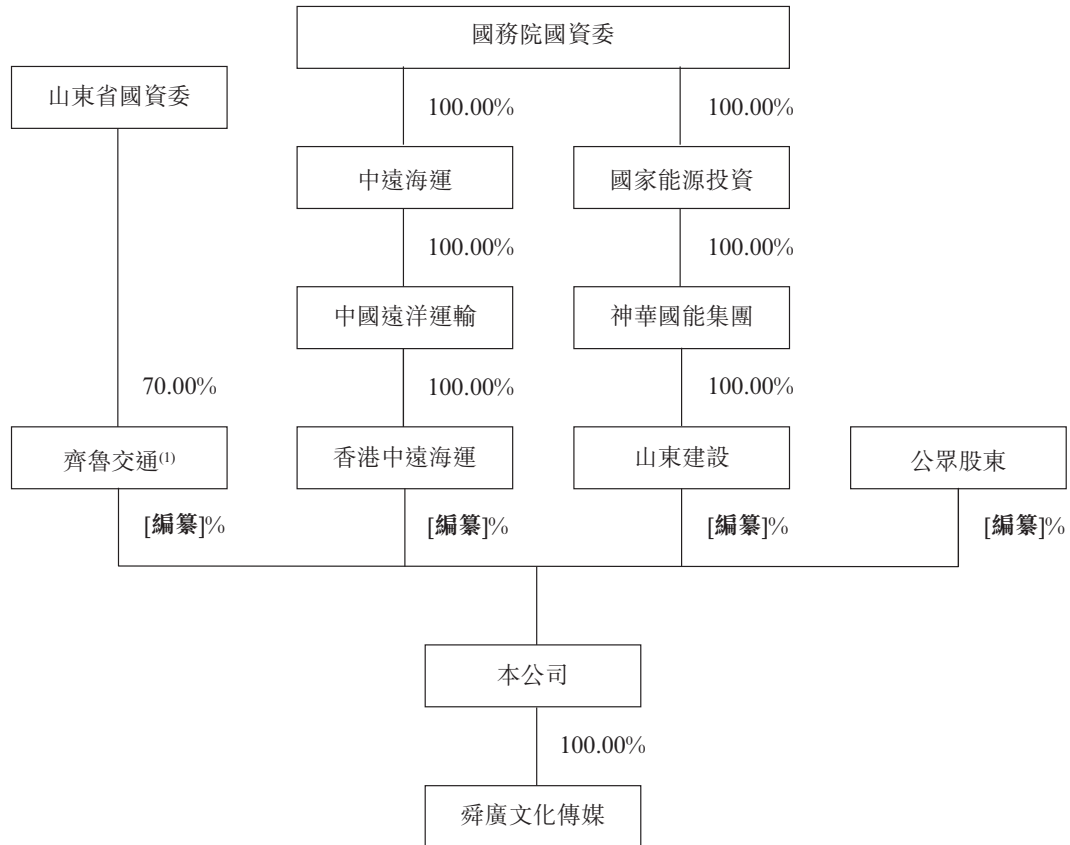 國務院國資委
山東省國資委
100.00%
100.00%
中遠海運
國家能源投資
100.00%
100.00%
中國遠洋運輸
神華國能集團
70.00%
100.00%
100.00%
齊魯交通(1)
香港中遠海運
山東建設
公眾股東
[編纂]%
[編纂]%
[編纂]%
[編纂]%
本公司
100.00%
舜廣文化傳媒